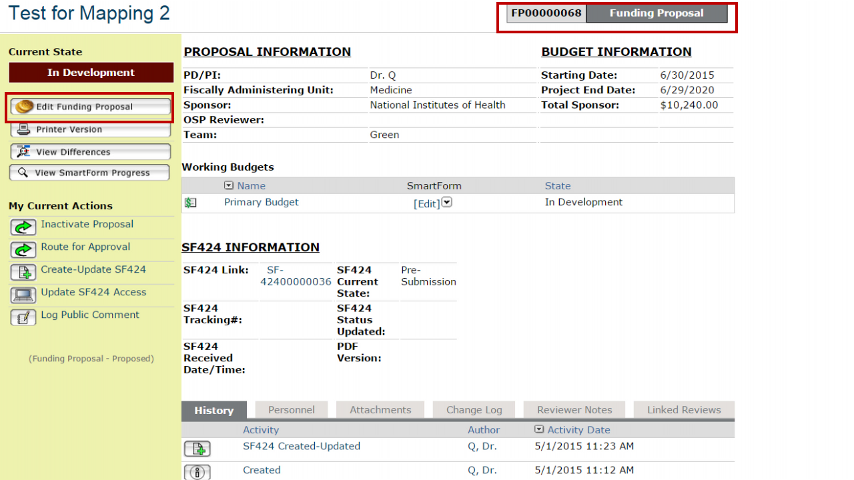 Test for Mapping 2
FP00000068 Funding Proposal
Current State
In Development
Edit Funding Proposal
Printer Version
View Differences
View SmartForm Progress
My Current Actions
Inactivate Proposal
Route for Approval
Create-Update SF424
Update SF424 Access
Log Public Comment
(Funding Proposal - Proposed)
PROPOSAL INFORMATION
PD/PI: Dr. Q
Fiscally Administering Unit: Medicine
Sponsor: National Institutes of Health
OSP Reviewer:
Team: Green
BUDGET INFORMATION
Starting Date: 6/30/2015
Project End Date: 6/29/2020
Total Sponsor: $10,240.00
Working Budgets
Name SmartForm State
Primary Budget [Edit] In Development
SF424 INFORMATION
SF424 Link: SF-
42400000036
SF424
Current
State:
Pre-
Submission
SF424
Tracking#:
SF424
Status
Updated:
SF424
Received
Date/Time:
PDF
Version:
History Personnel Attachments Change Log Reviewer Notes Linked Reviews
Activity Author Activity Date
SF424 Created-Updated Q, Dr. 5/1/2015 11:23 AM
Created Q, Dr. 5/1/2015 11:12 AM